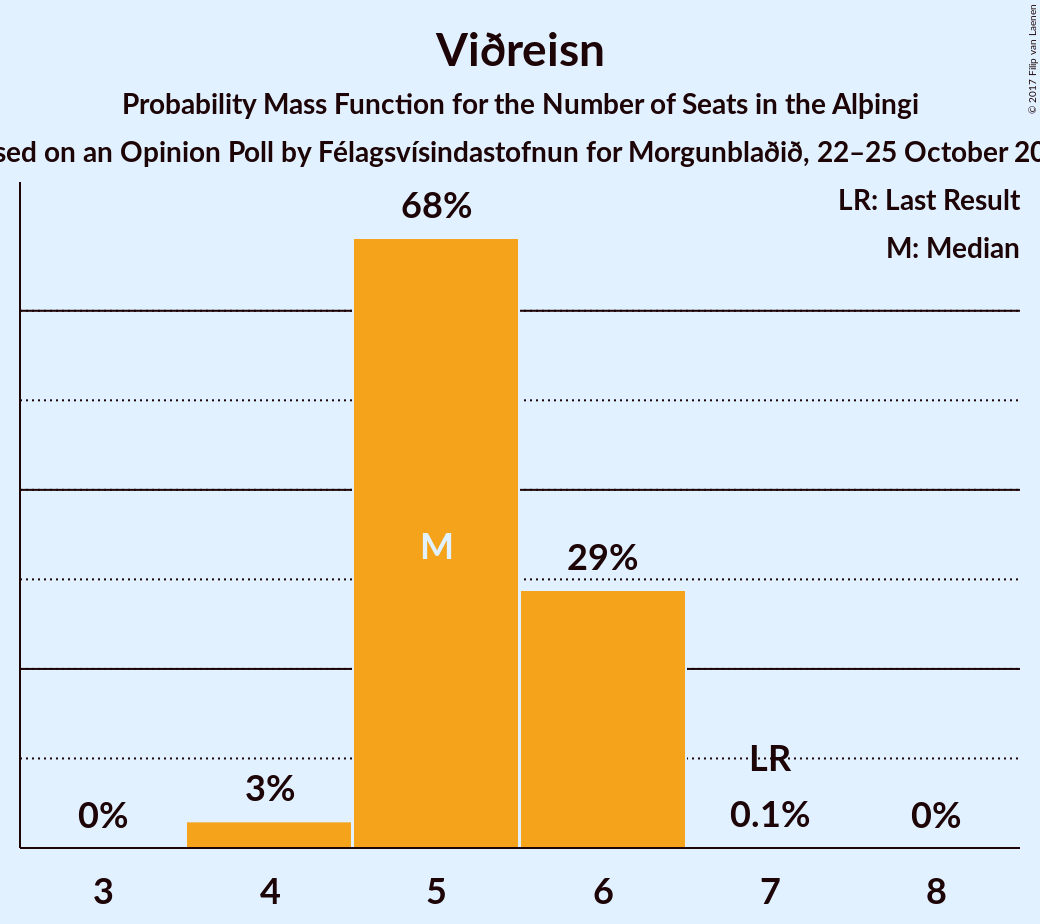 Viðreisn
Probability Mass Function for the Number of Seats in the Alþingi
sed on an Opinion Poll by Félagsvísindastofnun for Morgunblaðið, 22–25 October 20
© 2017 Filip van Laenen
LR: Last Result
M: Median
68%
M
29%
LR
3%
0%
0.1%
0%
3 4 5 6 7 8